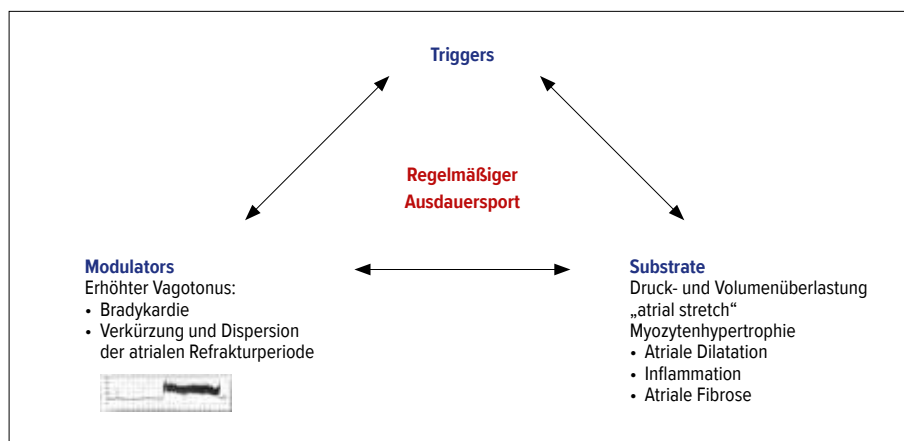 Triggers
Regelmäßiger
Ausdauersport
Modulators
Erhöhter Vagotonus:
• Bradykardie
• Verkürzung und Dispersion
der atrialen Refrakturperiode
Substrate
Druck- und Volumenüberlastung
„atrial stretch“
Myozytenhypertrophie
• Atriale Dilatation
• Inflammation
• Atriale Fibrose